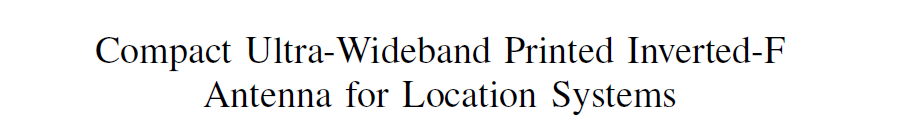 Compact Ultra-Wideband Printed Inverted-F
Antenna for Location Systems